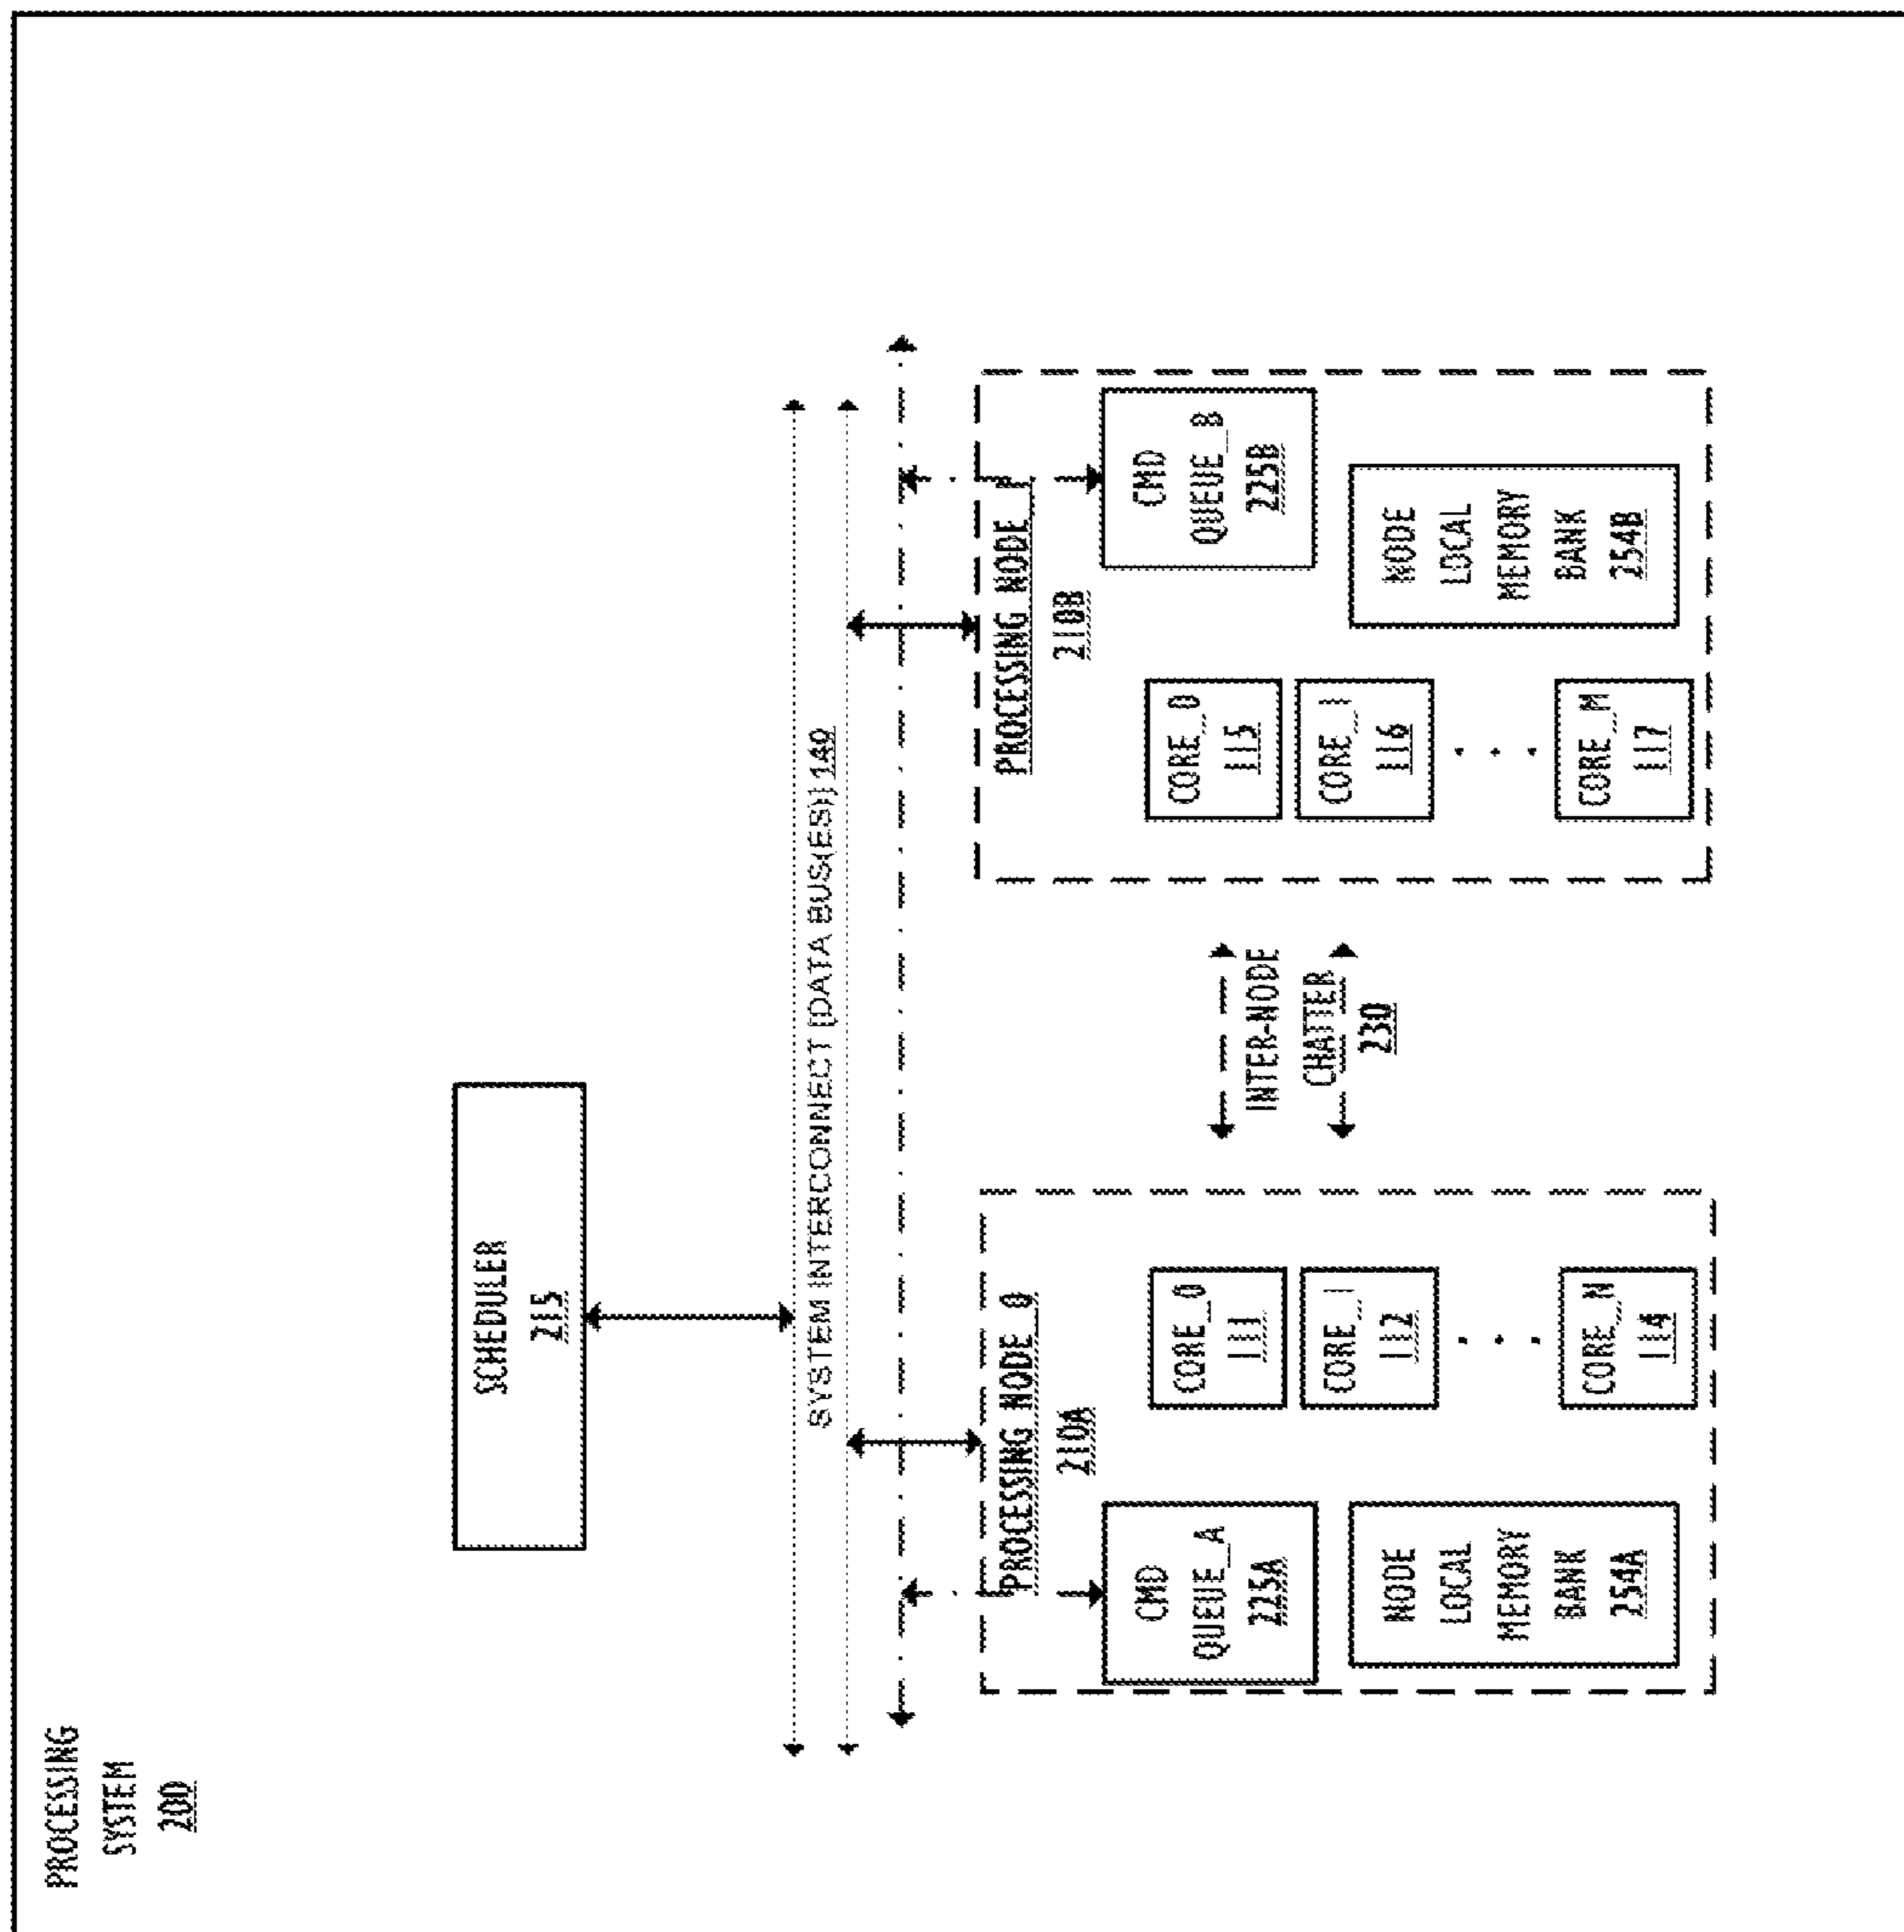 PROCESSING
SYSTEM
200
SCHEDULER
215
SYSTEM INTERCONNECT [DATA BUS(ES)] 140
PROCESSING NODE_0
210A
CMD
QUEUE_A
225A
NODE
LOCAL
MEMORY
BANK
254A
CORE_0
111
CORE_1
112
. . .
CORE_N
114
INTER-NODE
CHATTER
230
PROCESSING NODE_1
210B
CORE_0
115
CORE_1
116
. . .
CORE_M
117
CMD
QUEUE_B
225B
NODE
LOCAL
MEMORY
BANK
254B